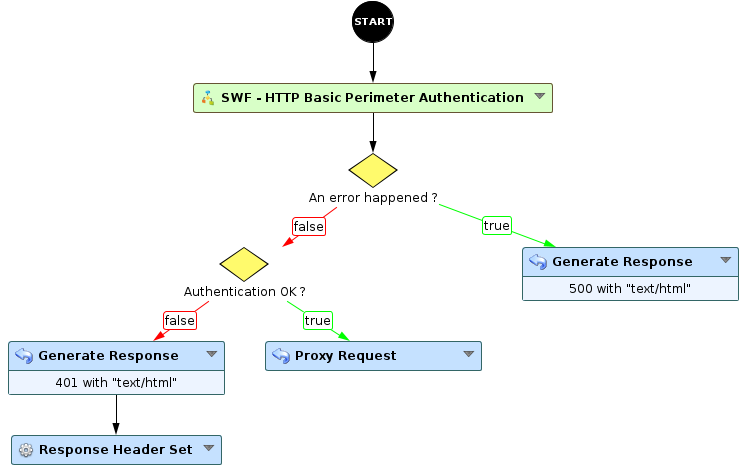 START
SWF - HTTP Basic Perimeter Authentication
An error happened ?
false
true
Generate Response
500 with "text/html"
Authentication OK ?
false
true
Generate Response
401 with "text/html"
Proxy Request
Response Header Set